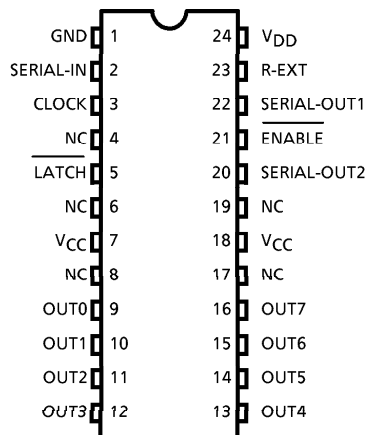 GND 1 24 VDD
SERIAL-IN 2 23 R-EXT
CLOCK 3 22 SERIAL-OUT1
NC 4 21 ENABLE
LATCH 5 20 SERIAL-OUT2
NC 6 19 NC
VCC 7 18 VCC
NC 8 17 NC
OUT0 9 16 OUT7
OUT1 10 15 OUT6
OUT2 11 14 OUT5
OUT3 12 13 OUT4